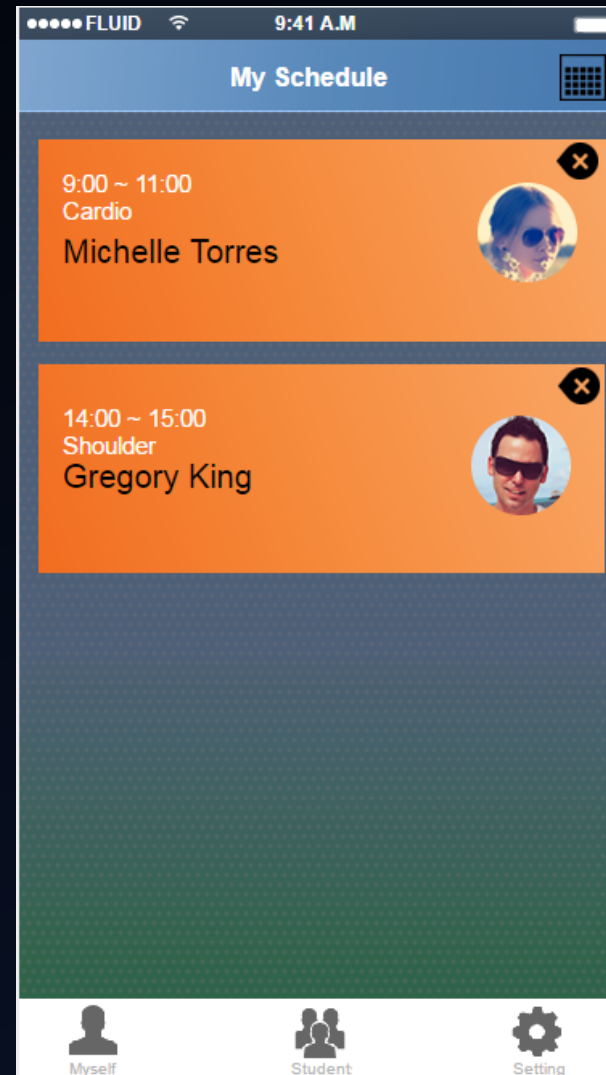 FLUID 9:41 A.M
My Schedule
9:00 ~ 11:00
Cardio
Michelle Torres
14:00 ~ 15:00
Shoulder
Gregory King
Myself Student Setting